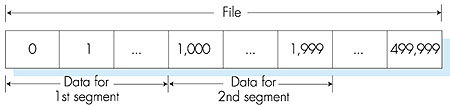 File
0 1 ... 1,000 ... 1,999 ... 499,999
Data for 1st segment
Data for 2nd segment